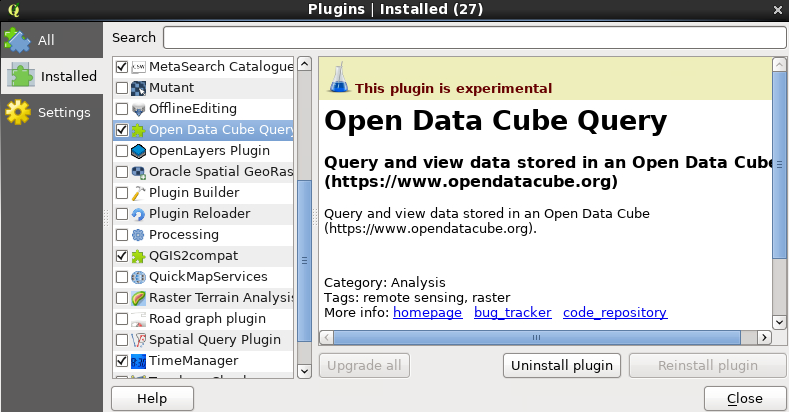 Plugins | Installed (27)
All
Installed
Settings
Search
MetaSearch Catalogue
Mutant
OfflineEditing
Open Data Cube Query
OpenLayers Plugin
Oracle Spatial GeoRas
Plugin Builder
Plugin Reloader
Processing
QGIS2compat
QuickMapServices
Raster Terrain Analysis
Road graph plugin
Spatial Query Plugin
TimeManager
This plugin is experimental
Open Data Cube Query
Query and view data stored in an Open Data Cube
(https://www.opendatacube.org)
Query and view data stored in an Open Data Cube
(https://www.opendatacube.org).
Category: Analysis
Tags: remote sensing, raster
More info: homepage bug_tracker code_repository
Upgrade all
Uninstall plugin
Reinstall plugin
Help
Close